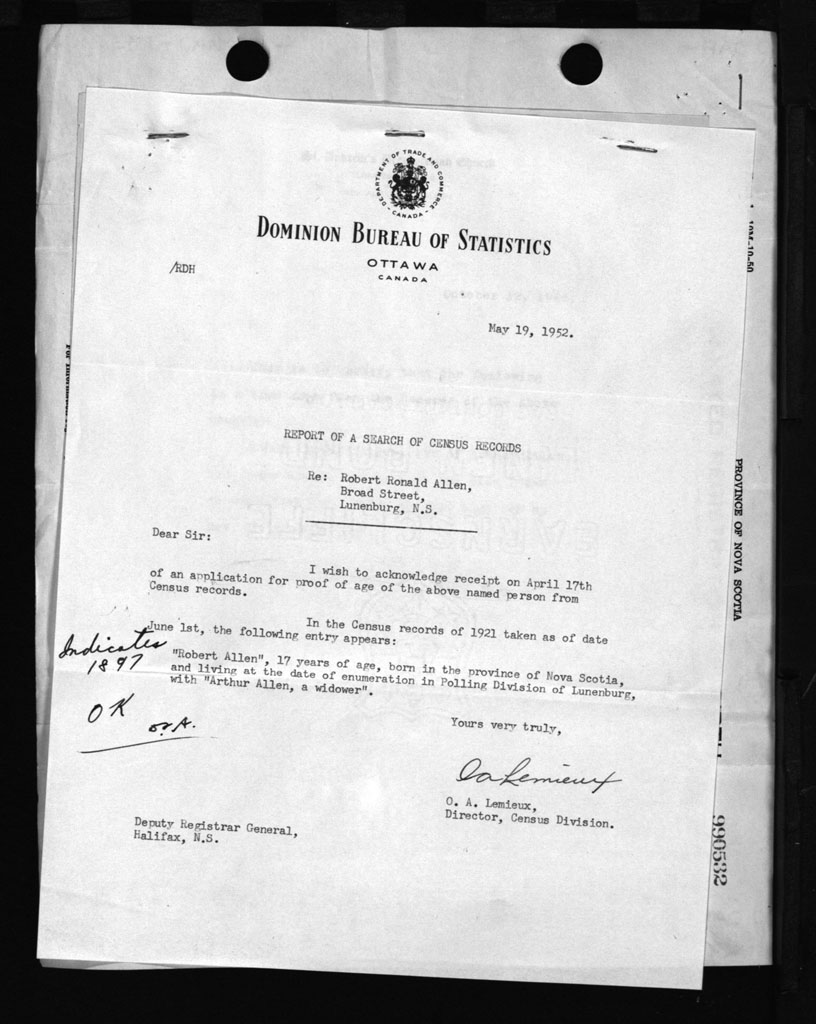 DEPARTMENT OF TRADE AND COMMERCE
- CANADA -
DOMINION BUREAU OF STATISTICS
OTTAWA
CANADA
/RDH
May 19, 1952.
REPORT OF A SEARCH OF CENSUS RECORDS
Re: Robert Ronald Allen,
Broad Street,
Lunenburg, N.S.
Dear Sir:
I wish to acknowledge receipt on April 17th
of an application for proof of age of the above named person from
Census records.
In the Census records of 1921 taken as of date
June 1st, the following entry appears:
"Robert Allen", 17 years of age, born in the province of Nova Scotia,
and living at the date of enumeration in Polling Division of Lunenburg,
with "Arthur Allen, a widower".
Indicates
1897
OK
Yours very truly,
O A Lemieux
O. A. Lemieux,
Director, Census Division.
Deputy Registrar General,
Halifax, N.S.
PROVINCE OF NOVA SCOTIA
990532